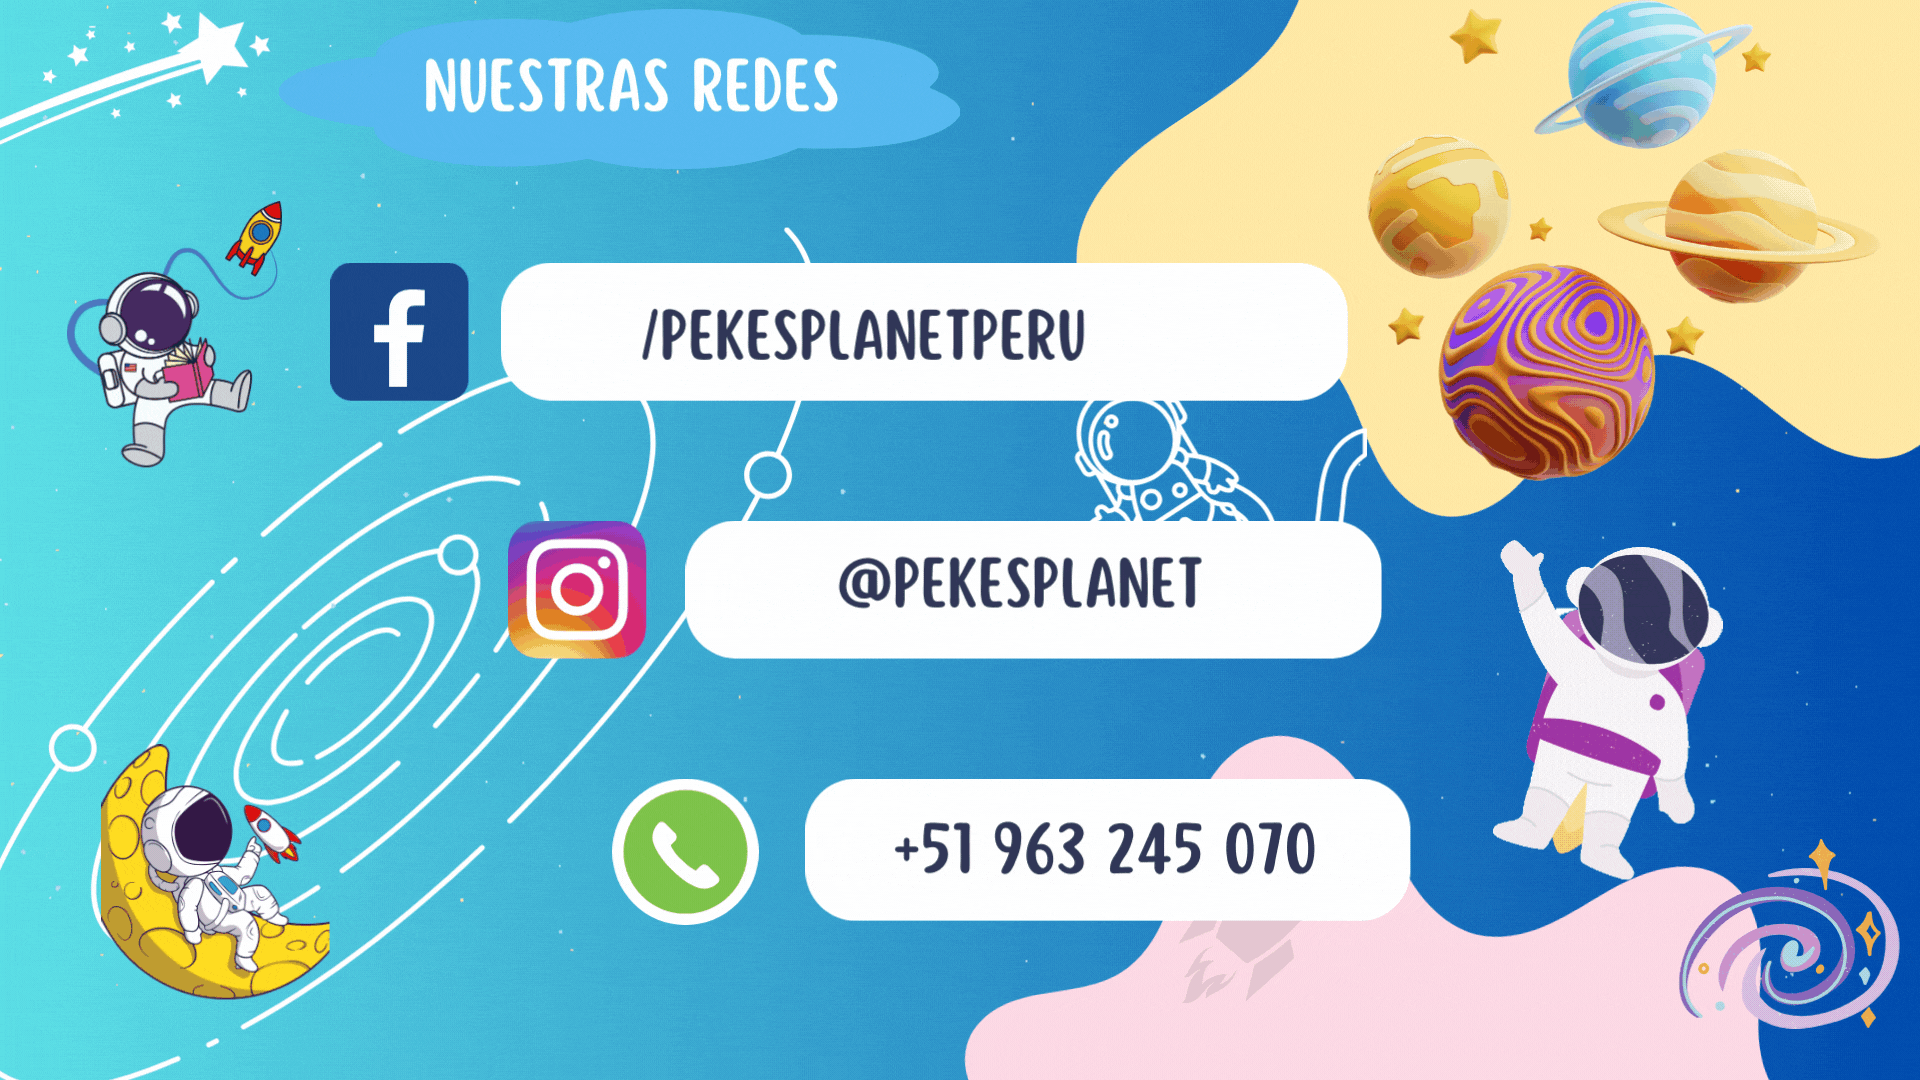 NUESTRAS REDES
/PEKESPLANETPERU
@PEKESPLANET
+51 963 245 070